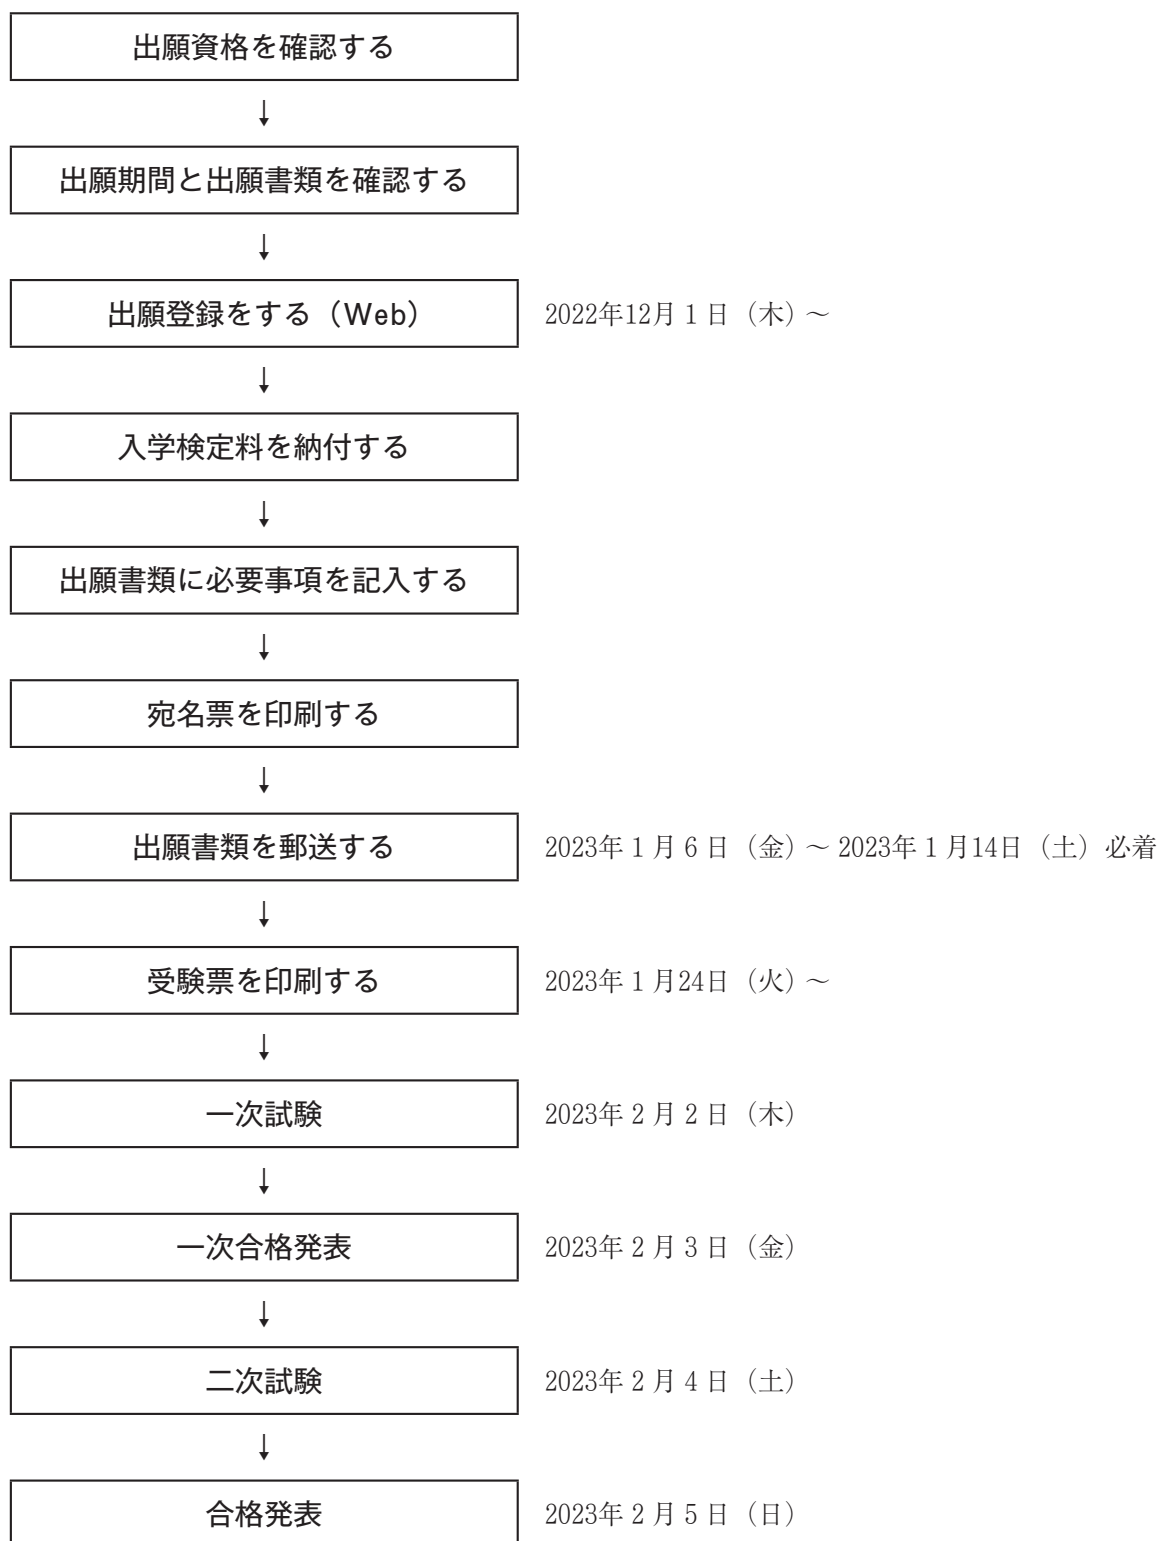 出願資格を確認する
↓
出願期間と出願書類を確認する
↓
出願登録をする（Web） 2022年12月1日（木）～
↓
入学検定料を納付する
↓
出願書類に必要事項を記入する
↓
宛名票を印刷する
↓
出願書類を郵送する 2023年1月6日（金）～2023年1月14日（土）必着
↓
受験票を印刷する 2023年1月24日（火）～
↓
一次試験 2023年2月2日（木）
↓
一次合格発表 2023年2月3日（金）
↓
二次試験 2023年2月4日（土）
↓
合格発表 2023年2月5日（日）